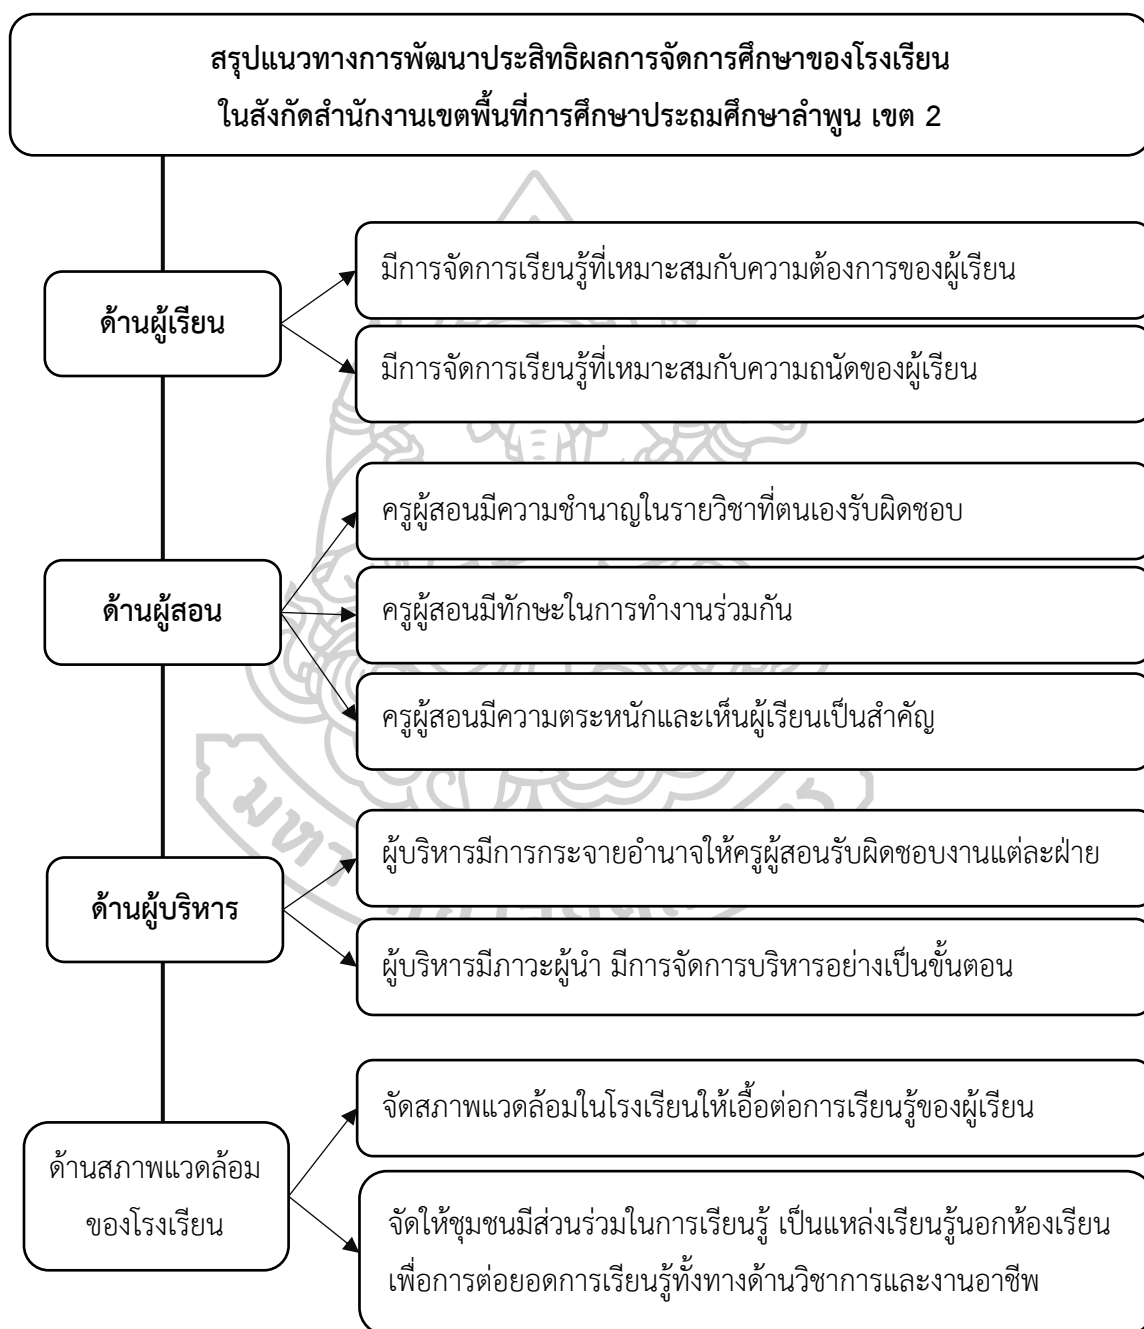 สรุปแนวทางการพัฒนาประสิทธิผลการจัดการศึกษาของโรงเรียน
ในสังกัดสำนักงานเขตพื้นที่การศึกษาประถมศึกษาลำพูน เขต 2
ด้านผู้เรียน
มีการจัดการเรียนรู้ที่เหมาะสมกับความต้องการของผู้เรียน
มีการจัดการเรียนรู้ที่เหมาะสมกับความถนัดของผู้เรียน
ด้านผู้สอน
ครูผู้สอนมีความชำนาญในรายวิชาที่ตนเองรับผิดชอบ
ครูผู้สอนมีทักษะในการทำงานร่วมกัน
ครูผู้สอนมีความตระหนักและเห็นผู้เรียนเป็นสำคัญ
ด้านผู้บริหาร
ผู้บริหารมีการกระจายอำนาจให้ครูผู้สอนรับผิดชอบงานแต่ละฝ่าย
ผู้บริหารมีภาวะผู้นำ มีการจัดการบริหารอย่างเป็นขั้นตอน
ด้านสภาพแวดล้อม
ของโรงเรียน
จัดสภาพแวดล้อมในโรงเรียนให้เอื้อต่อการเรียนรู้ของผู้เรียน
จัดให้ชุมชนมีส่วนร่วมในการเรียนรู้ เป็นแหล่งเรียนรู้นอกห้องเรียน
เพื่อการต่อยอดการเรียนรู้ทั้งทางด้านวิชาการและงานอาชีพ